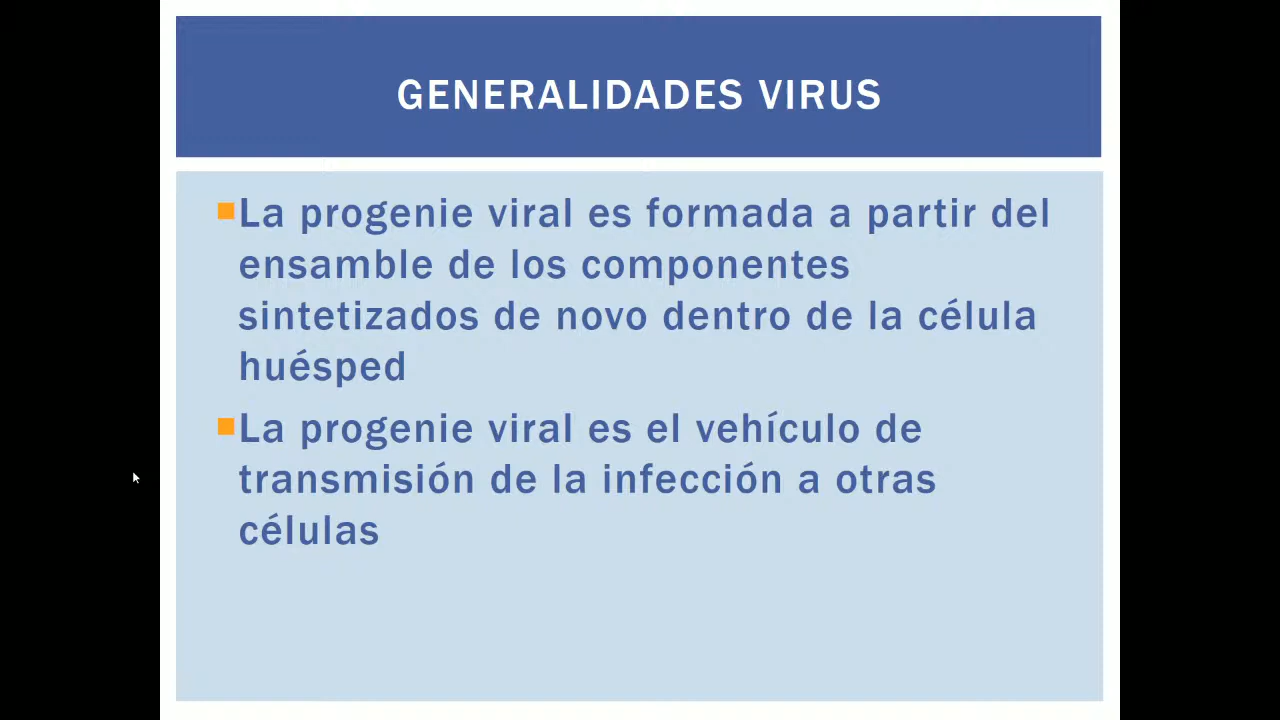 GENERALIDADES VIRUS
La progenie viral es formada a partir del
ensamble de los componentes
sintetizados de novo dentro de la célula
huésped
La progenie viral es el vehículo de
transmisión de la infección a otras
células